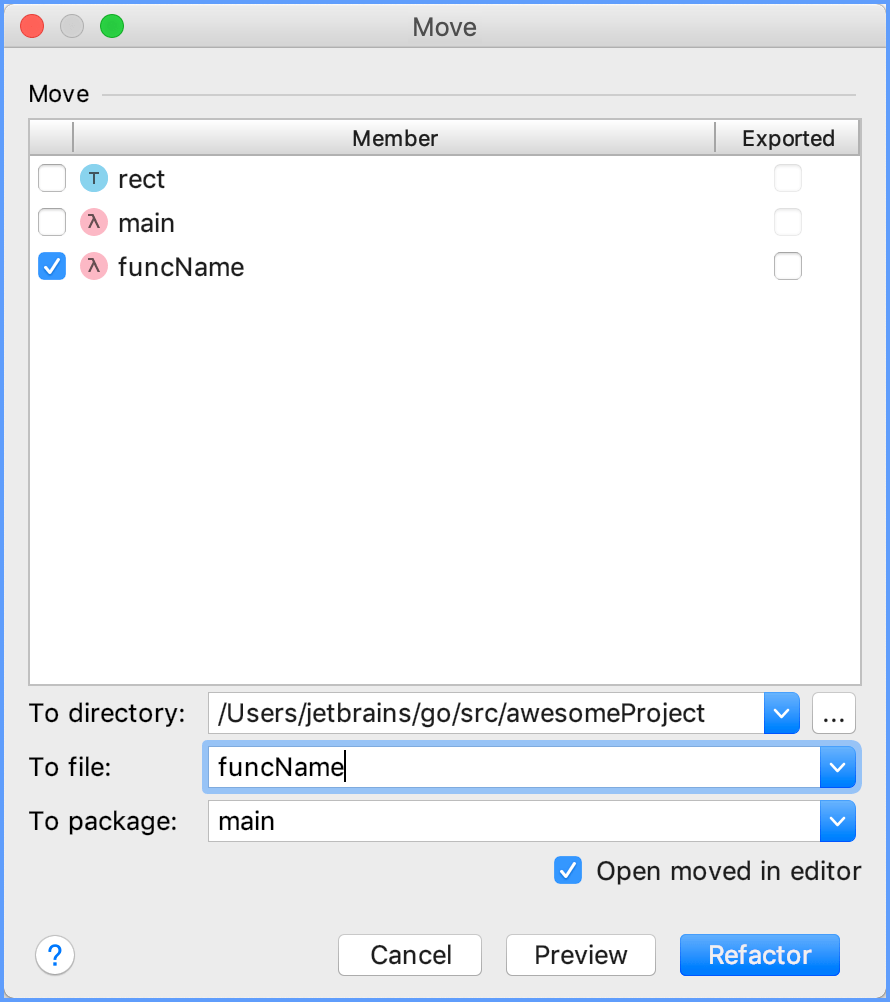 Move
Move
Member Exported
T rect
λ main
λ funcName
To directory: /Users/jetbrains/go/src/awesomeProject ...
To file: funcName
To package: main
Open moved in editor
? Cancel Preview Refactor